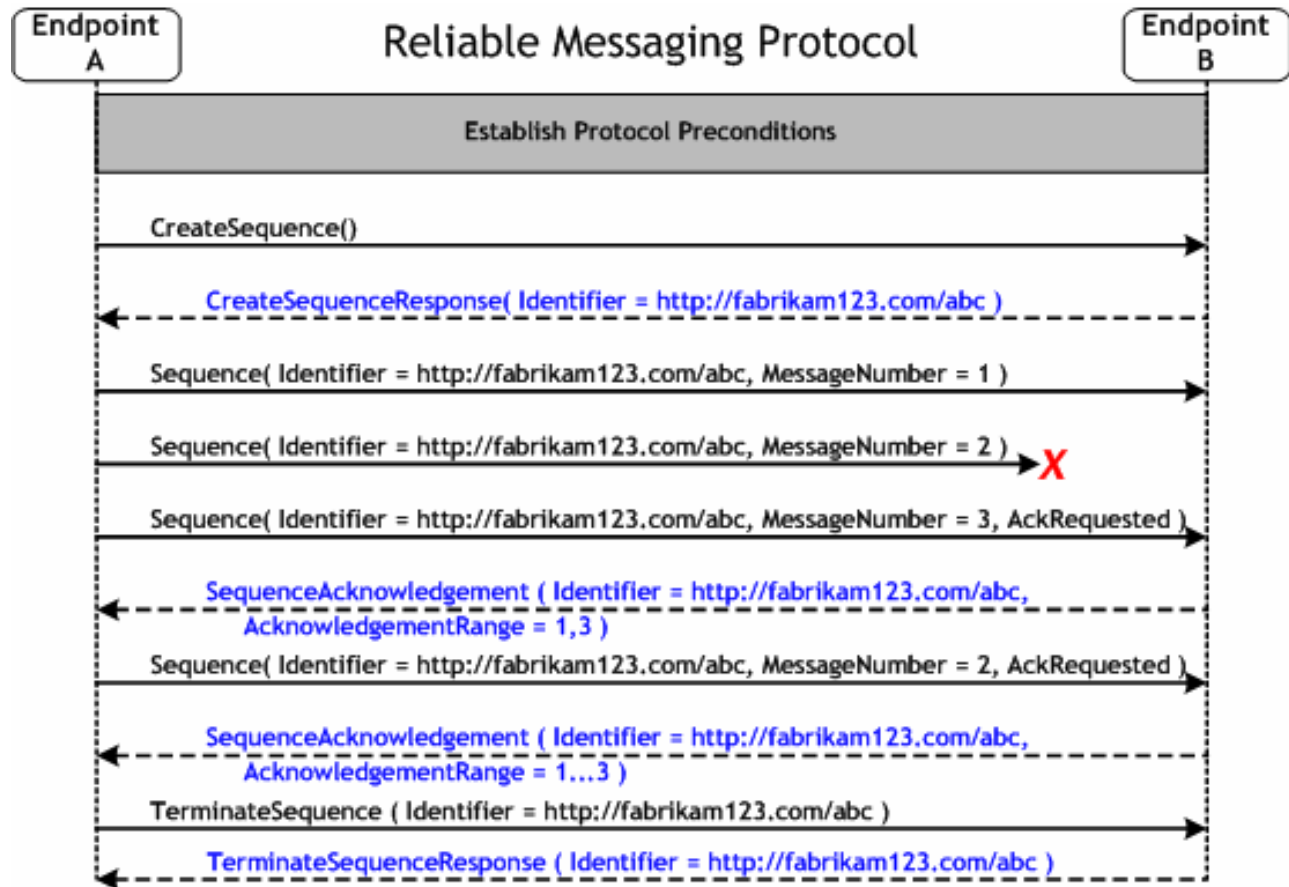 Endpoint
A
Reliable Messaging Protocol
Endpoint
B
Establish Protocol Preconditions
CreateSequence()
CreateSequenceResponse( Identifier = http://fabrikam123.com/abc )
Sequence( Identifier = http://fabrikam123.com/abc, MessageNumber = 1 )
Sequence( Identifier = http://fabrikam123.com/abc, MessageNumber = 2 )
X
Sequence( Identifier = http://fabrikam123.com/abc, MessageNumber = 3, AckRequested )
SequenceAcknowledgement ( Identifier = http://fabrikam123.com/abc,
AcknowledgementRange = 1,3 )
Sequence( Identifier = http://fabrikam123.com/abc, MessageNumber = 2, AckRequested )
SequenceAcknowledgement ( Identifier = http://fabrikam123.com/abc,
AcknowledgementRange = 1...3 )
TerminateSequence ( Identifier = http://fabrikam123.com/abc )
TerminateSequenceResponse ( Identifier = http://fabrikam123.com/abc )